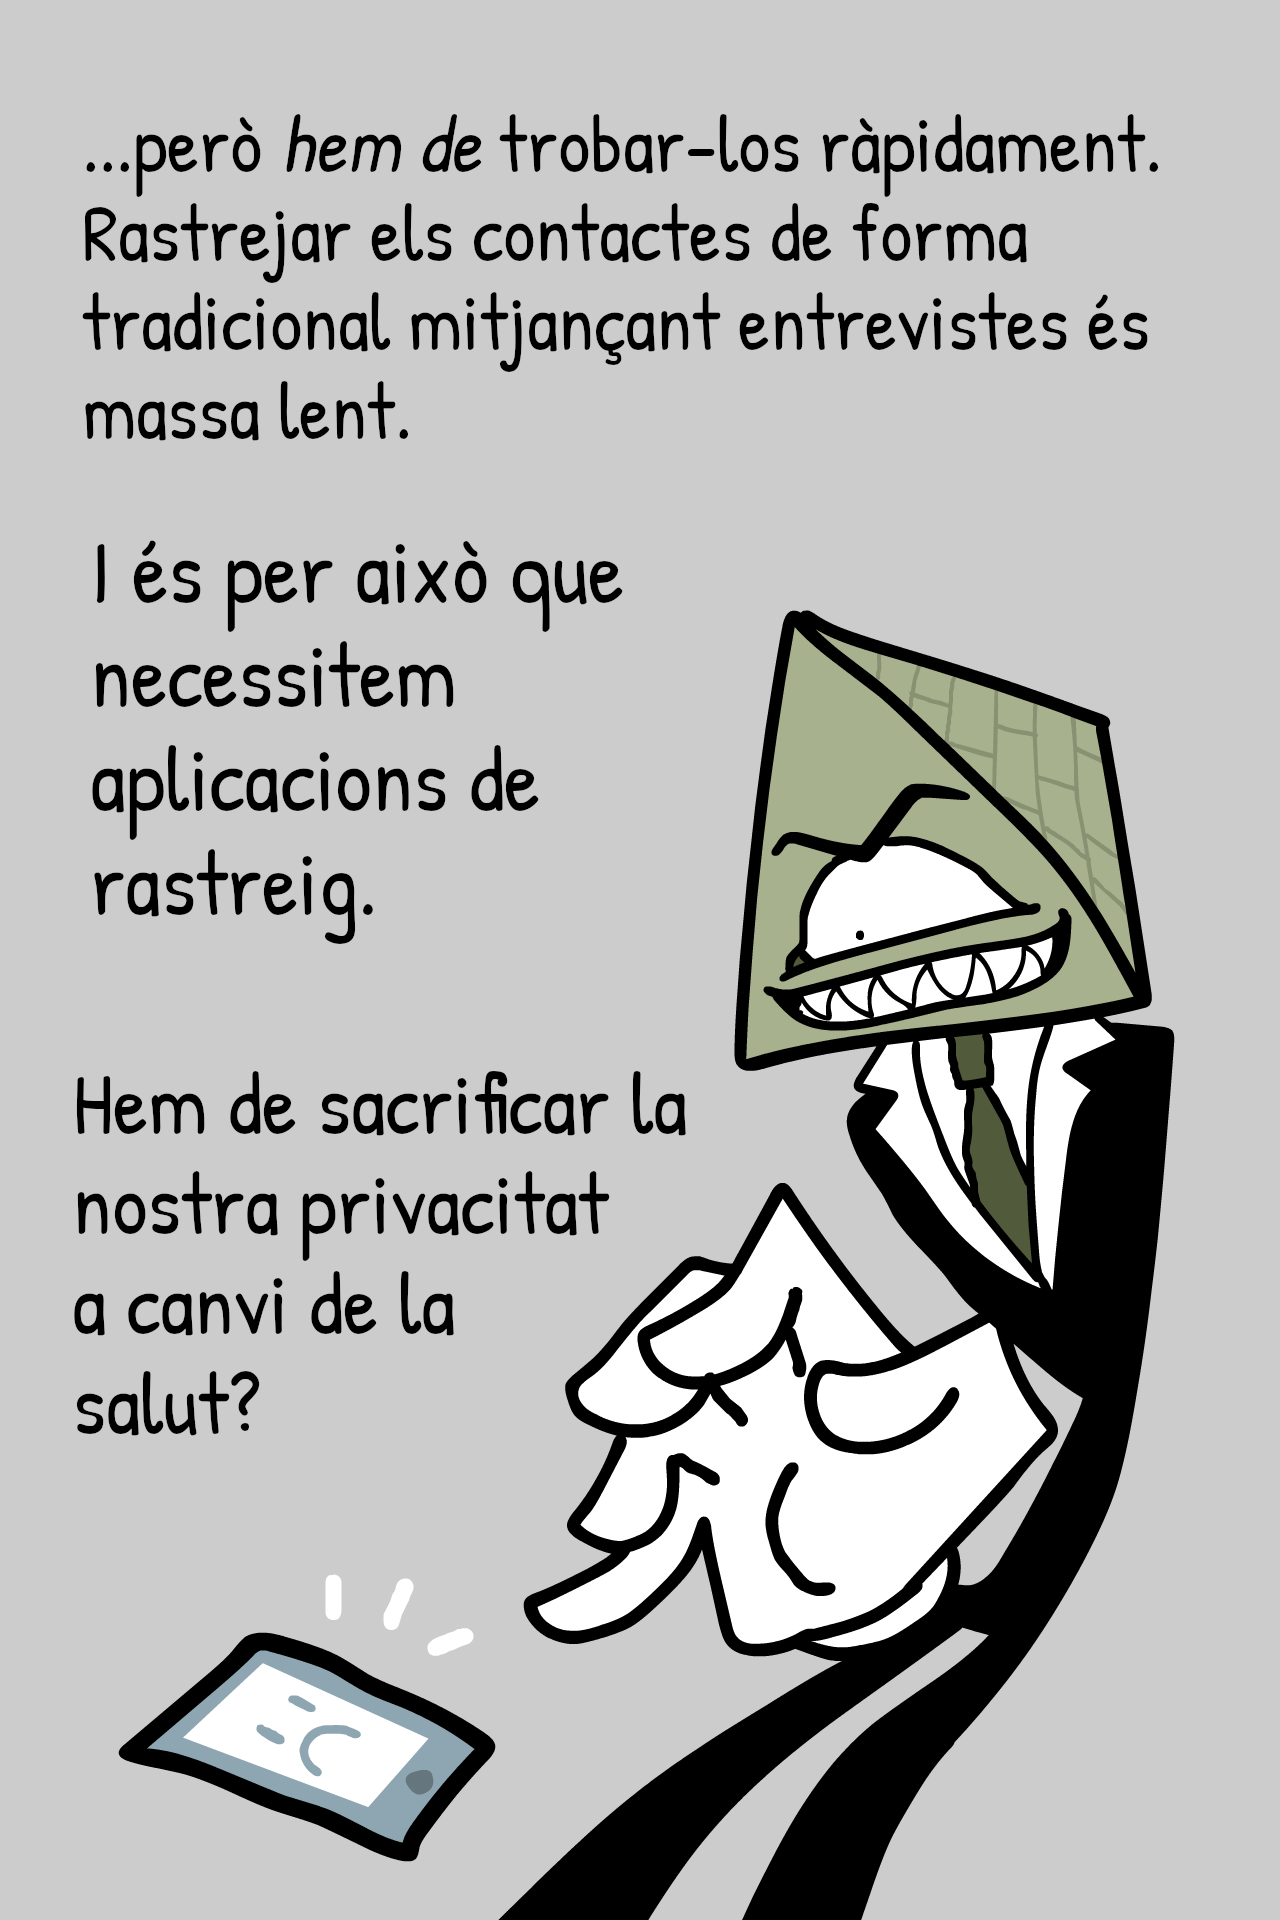 ...però hem de trobar-los ràpidament.
Rastrejar els contactes de forma
tradicional mitjançant entrevistes és
massa lent.
I és per això que
necessitem
aplicacions de
rastreig.
Hem de sacrificar la
nostra privacitat
a canvi de la
salut?